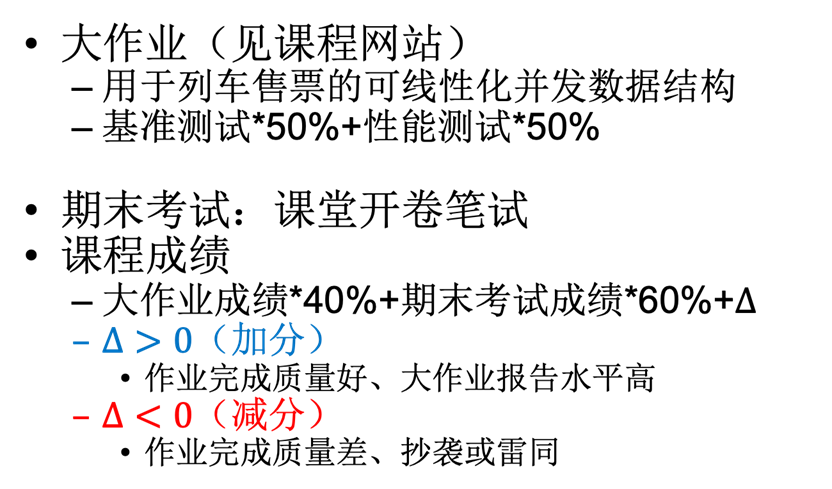 • 大作业（见课程网站）
– 用于列车售票的可线性化并发数据结构
– 基准测试*50%+性能测试*50%
• 期末考试：课堂开卷笔试
• 课程成绩
– 大作业成绩*40%+期末考试成绩*60%+Δ
– Δ > 0（加分）
• 作业完成质量好、大作业报告水平高
– Δ < 0（减分）
• 作业完成质量差、抄袭或雷同